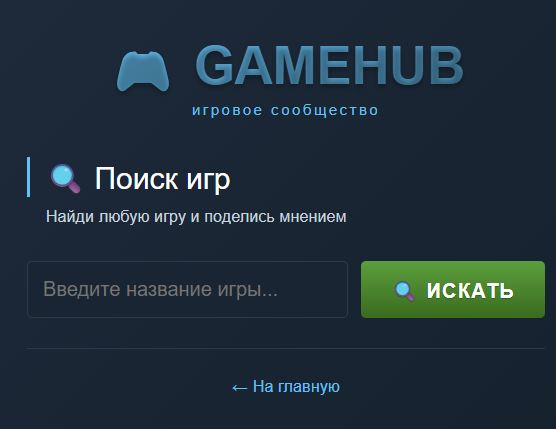 GAMEHUB
игровое сообщество
Поиск игр
Найди любую игру и поделись мнением
Введите название игры...
ИСКАТЬ
← На главную